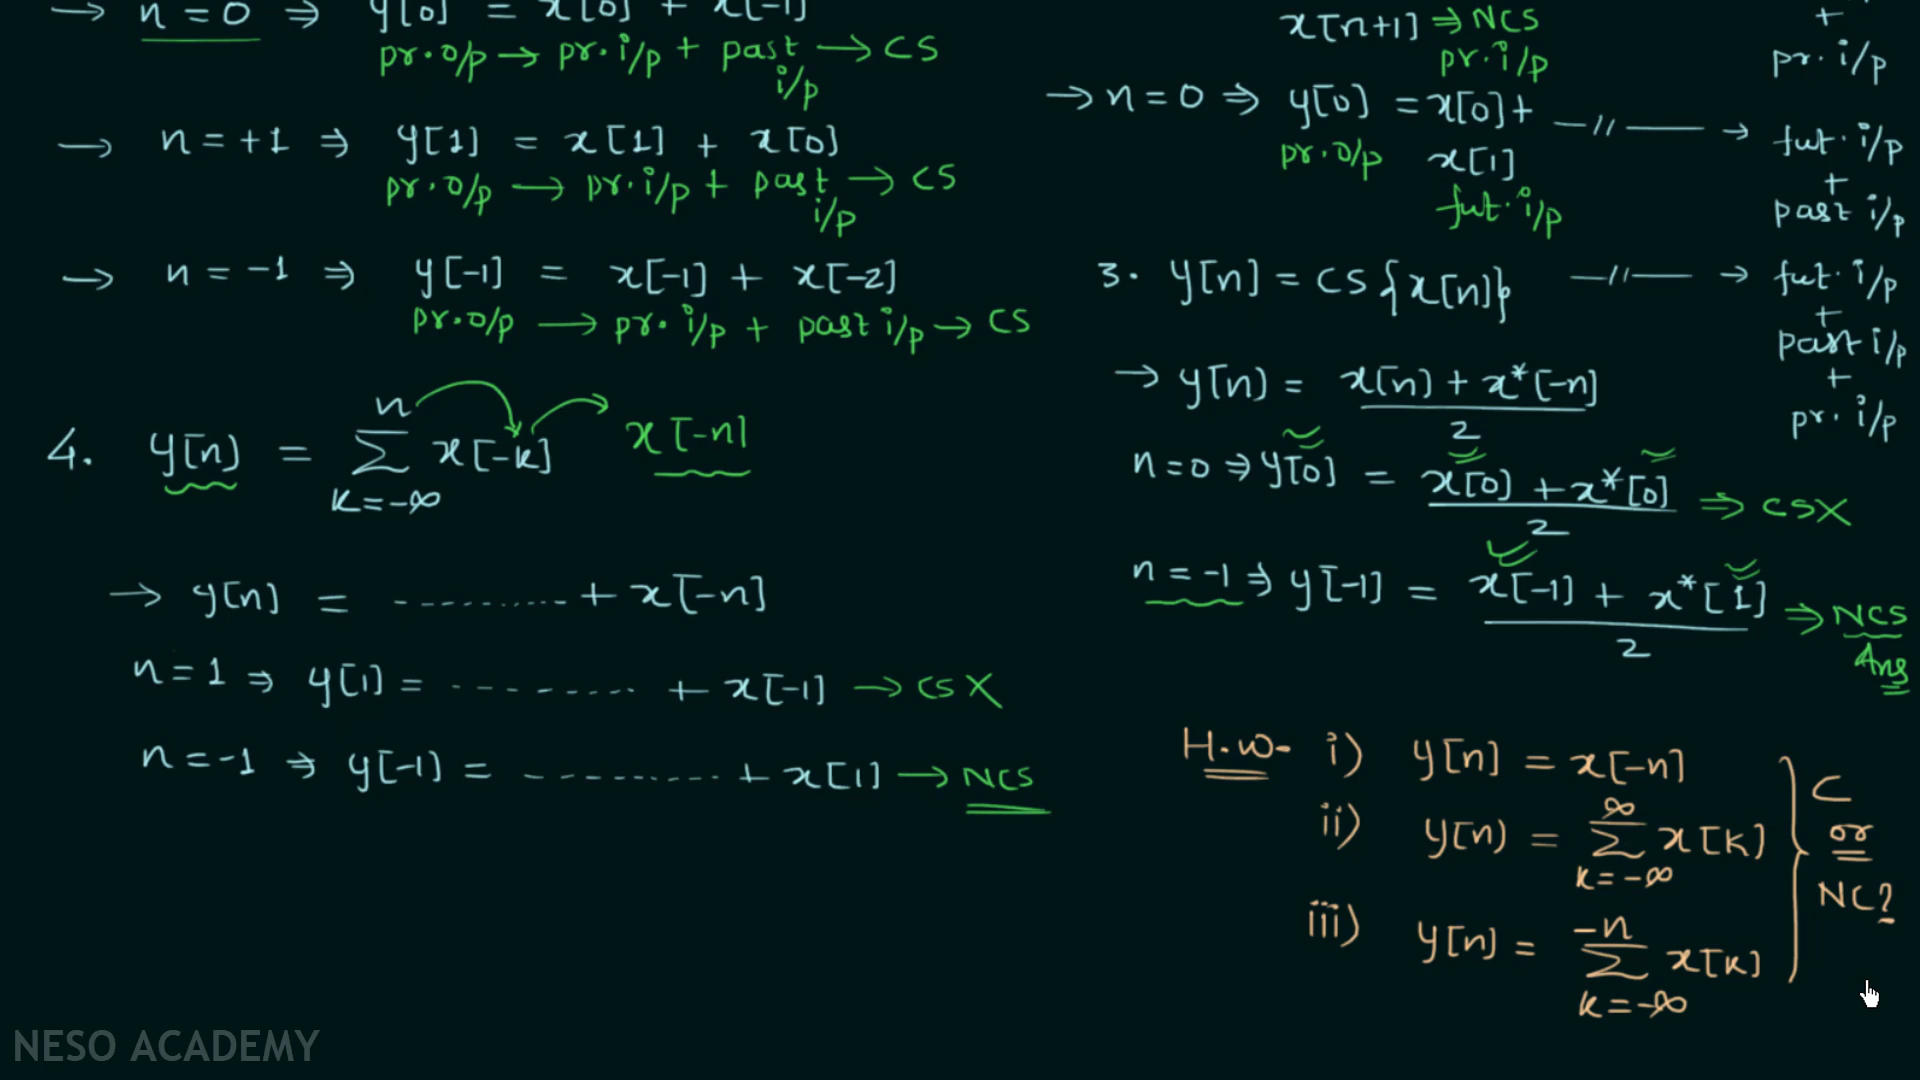 → n = 0 ⇒ y[0] = x[0] + x[-1]
pr. o/p → pr. i/p + past i/p → CS
→ n = +1 ⇒ y[1] = x[1] + x[0]
pr. o/p → pr. i/p + past i/p → CS
→ n = -1 ⇒ y[-1] = x[-1] + x[-2]
pr. o/p → pr. i/p + past i/p → CS
4. y[n] = n Σ k=-∞ x[-k] x[-n]
→ y[n] = ........... + x[-n]
n = 1 ⇒ y[1] = ........... + x[-1] → CS X
n = -1 ⇒ y[-1] = ........... + x[1] → NCS
x[n+1] ⇒ NCS
pr. i/p
→ n = 0 ⇒ y[0] = x[0] +
pr. o/p x[1]
fut. i/p
3. y[n] = CS {x[n]}
→ y[n] = x[n] + x*[-n] / 2
n = 0 ⇒ y[0] = x[0] + x*[0] / 2 ⇒ CS X
n = -1 ⇒ y[-1] = x[-1] + x*[1] / 2 ⇒ NCS
Ans
+
pr. i/p
—〃— → fut. i/p
+
past i/p
—〃— → fut. i/p
+
past i/p
+
pr. i/p
H.W- i) y[n] = x[-n]
ii) y[n] = ∞ Σ k=-∞ x[k]
iii) y[n] = -n Σ k=-∞ x[k]
C
or
NC?
NESO ACADEMY